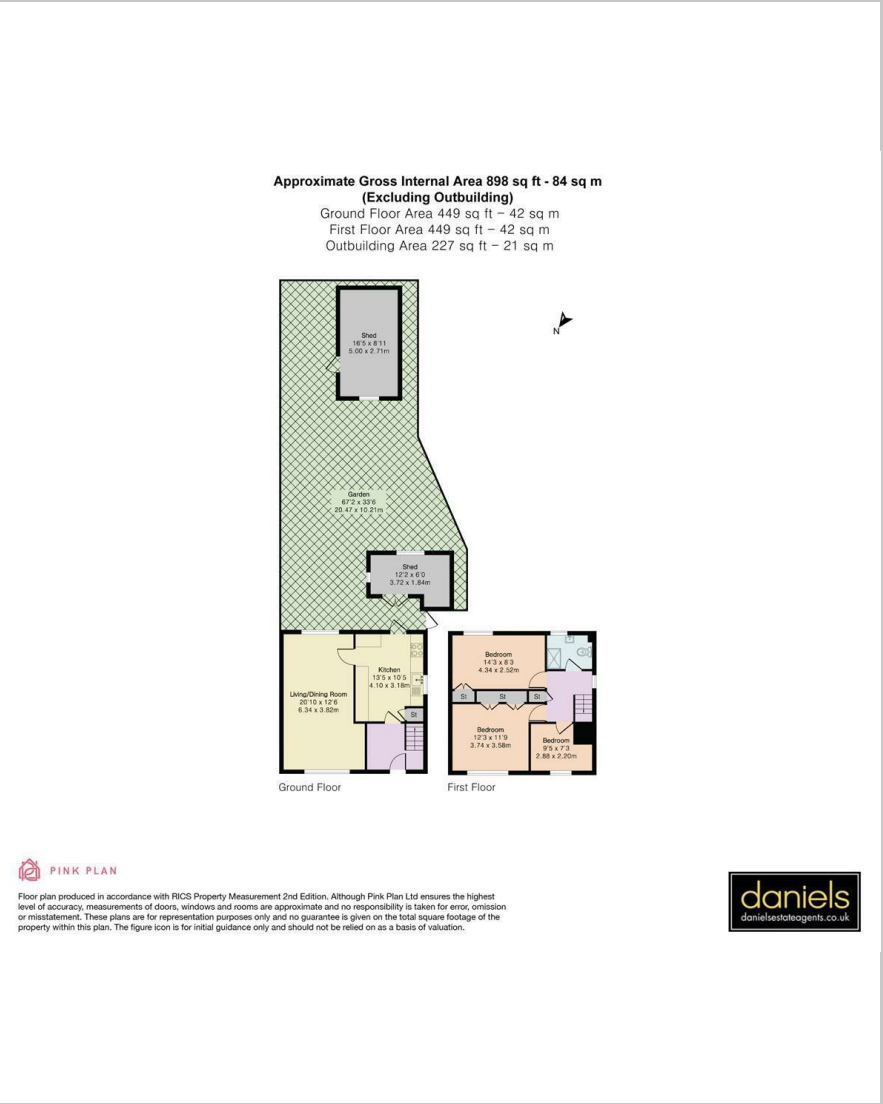 Approximate Gross Internal Area 898 sq ft - 84 sq m
(Excluding Outbuilding)
Ground Floor Area 449 sq ft – 42 sq m
First Floor Area 449 sq ft – 42 sq m
Outbuilding Area 227 sq ft – 21 sq m
Shed
16'5 x 8'11
5.00 x 2.71m
N
Garden
67'2 x 33'6
20.47 x 10.21m
Shed
12'2 x 6'0
3.72 x 1.84m
Kitchen
13'5 x 10'5
4.10 x 3.18m
Living/Dining Room
20'10 x 12'6
6.34 x 3.82m
St
Ground Floor
Bedroom
14'3 x 8'3
4.34 x 2.52m
St
St
St
Bedroom
12'3 x 11'9
3.74 x 3.58m
Bedroom
9'5 x 7'3
2.88 x 2.20m
First Floor
PINK PLAN
Floor plan produced in accordance with RICS Property Measurement 2nd Edition. Although Pink Plan Ltd ensures the highest
level of accuracy, measurements of doors, windows and rooms are approximate and no responsibility is taken for error, omission
or misstatement. These plans are for representation purposes only and no guarantee is given on the total square footage of the
property within this plan. The figure icon is for initial guidance only and should not be relied on as a basis of valuation.
daniels
danielsestateagents.co.uk